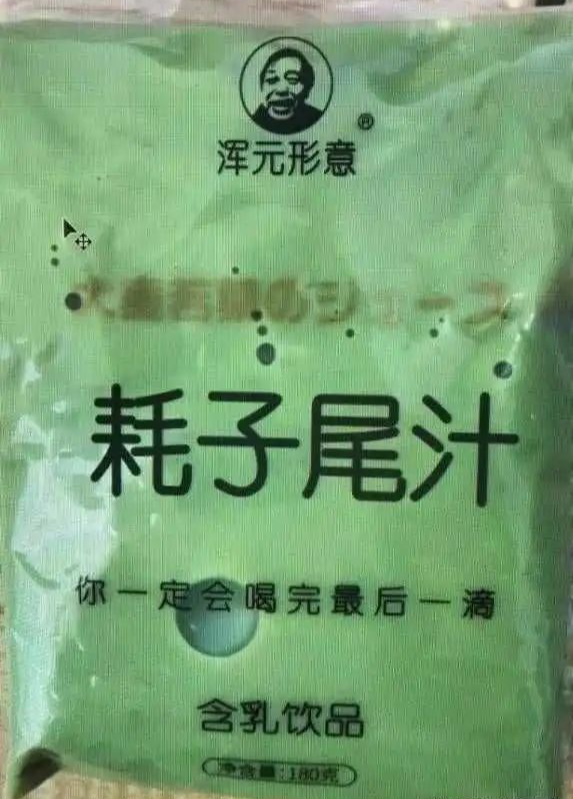 ®
浑元形意
耗子尾汁
你一定会喝完最后一滴
含乳饮品
净含量:180克